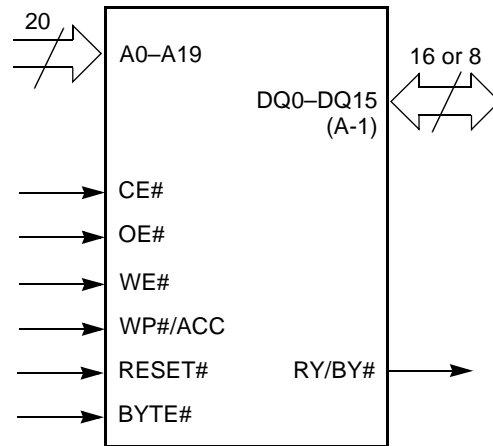 20
A0–A19
16 or 8
DQ0–DQ15
(A-1)
CE#
OE#
WE#
WP#/ACC
RESET#
RY/BY#
BYTE#